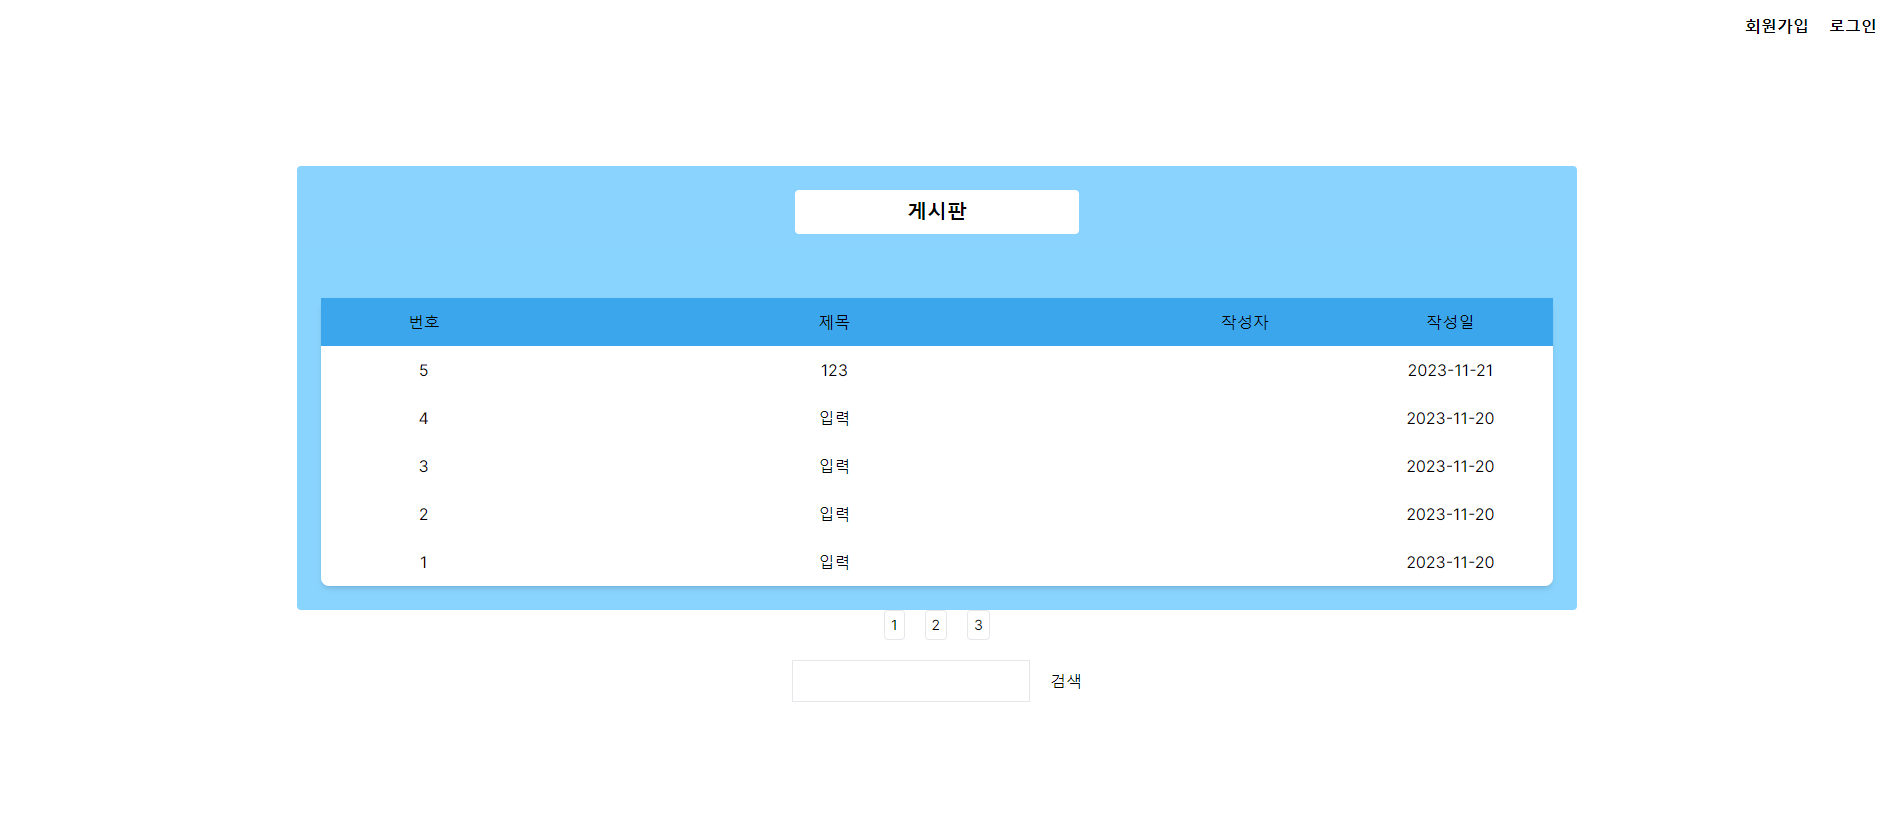 회원가입 로그인
게시판
번호 제목 작성자 작성일
5 123 2023-11-21
4 입력 2023-11-20
3 입력 2023-11-20
2 입력 2023-11-20
1 입력 2023-11-20
1 2 3
검색